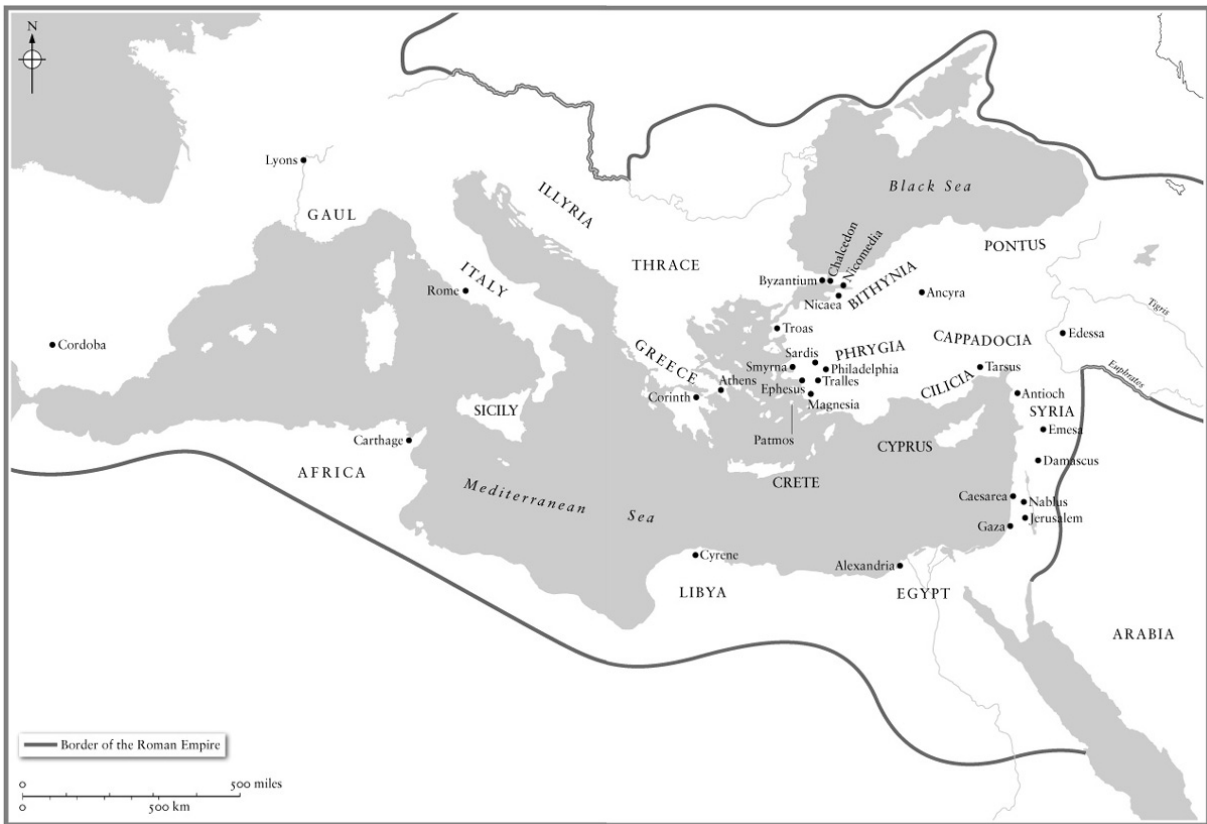 N
Lyons
GAUL
ILLYRIA
Black Sea
PONTUS
THRACE
Byzantium
Chalcedon
Nicomedia
Nicaea
BITHYNIA
Ancyra
ITALY
Rome
Cordoba
Troas
Tigris
Edessa
CAPPADOCIA
Sardis
PHRYGIA
Smyrna
Philadelphia
Ephesus
Tralles
Magnesia
GREECE
Athens
Corinth
Patmos
CILICIA
Tarsus
Euphrates
Antioch
SYRIA
Emesa
SICILY
Carthage
AFRICA
CYPRUS
CRETE
Damascus
Mediterranean Sea
Caesarea
Nablus
Jerusalem
Gaza
Cyrene
LIBYA
Alexandria
EGYPT
ARABIA
Border of the Roman Empire
0 500 miles
0 500 km